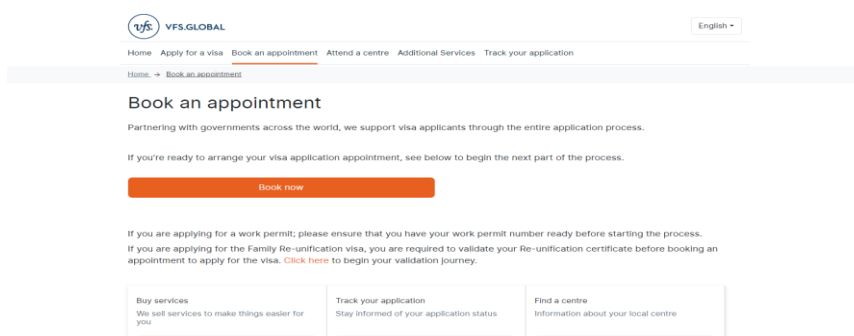 vfs. VFS.GLOBAL
English
Home Apply for a visa Book an appointment Attend a centre Additional Services Track your application
Home → Book an appointment
Book an appointment
Partnering with governments across the world, we support visa applicants through the entire application process.
If you're ready to arrange your visa application appointment, see below to begin the next part of the process.
Book now
If you are applying for a work permit; please ensure that you have your work permit number ready before starting the process.
If you are applying for the Family Re-unification visa, you are required to validate your Re-unification certificate before booking an
appointment to apply for the visa. Click here to begin your validation journey.
Buy services
We sell services to make things easier for
you
Track your application
Stay informed of your application status
Find a centre
Information about your local centre